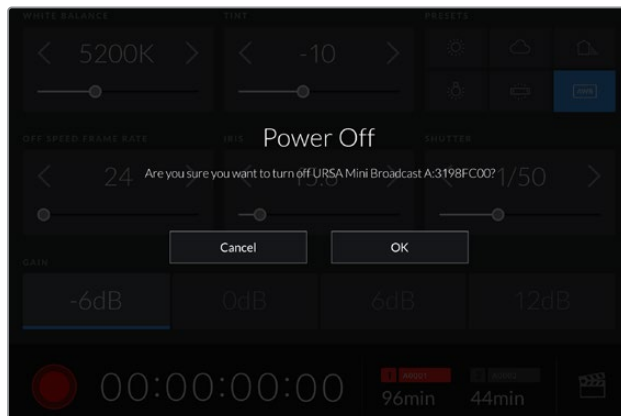 WHITE BALANCE TINT PRESETS
5200K -10
AWB
OFF SPEED FRAME RATE IRIS SHUTTER
Power Off
24 1/50
Are you sure you want to turn off URSA Mini Broadcast A:3198FC00?
Cancel OK
GAIN
-6dB 0dB 6dB 12dB
00:00:00:00
1 2
96min 44min